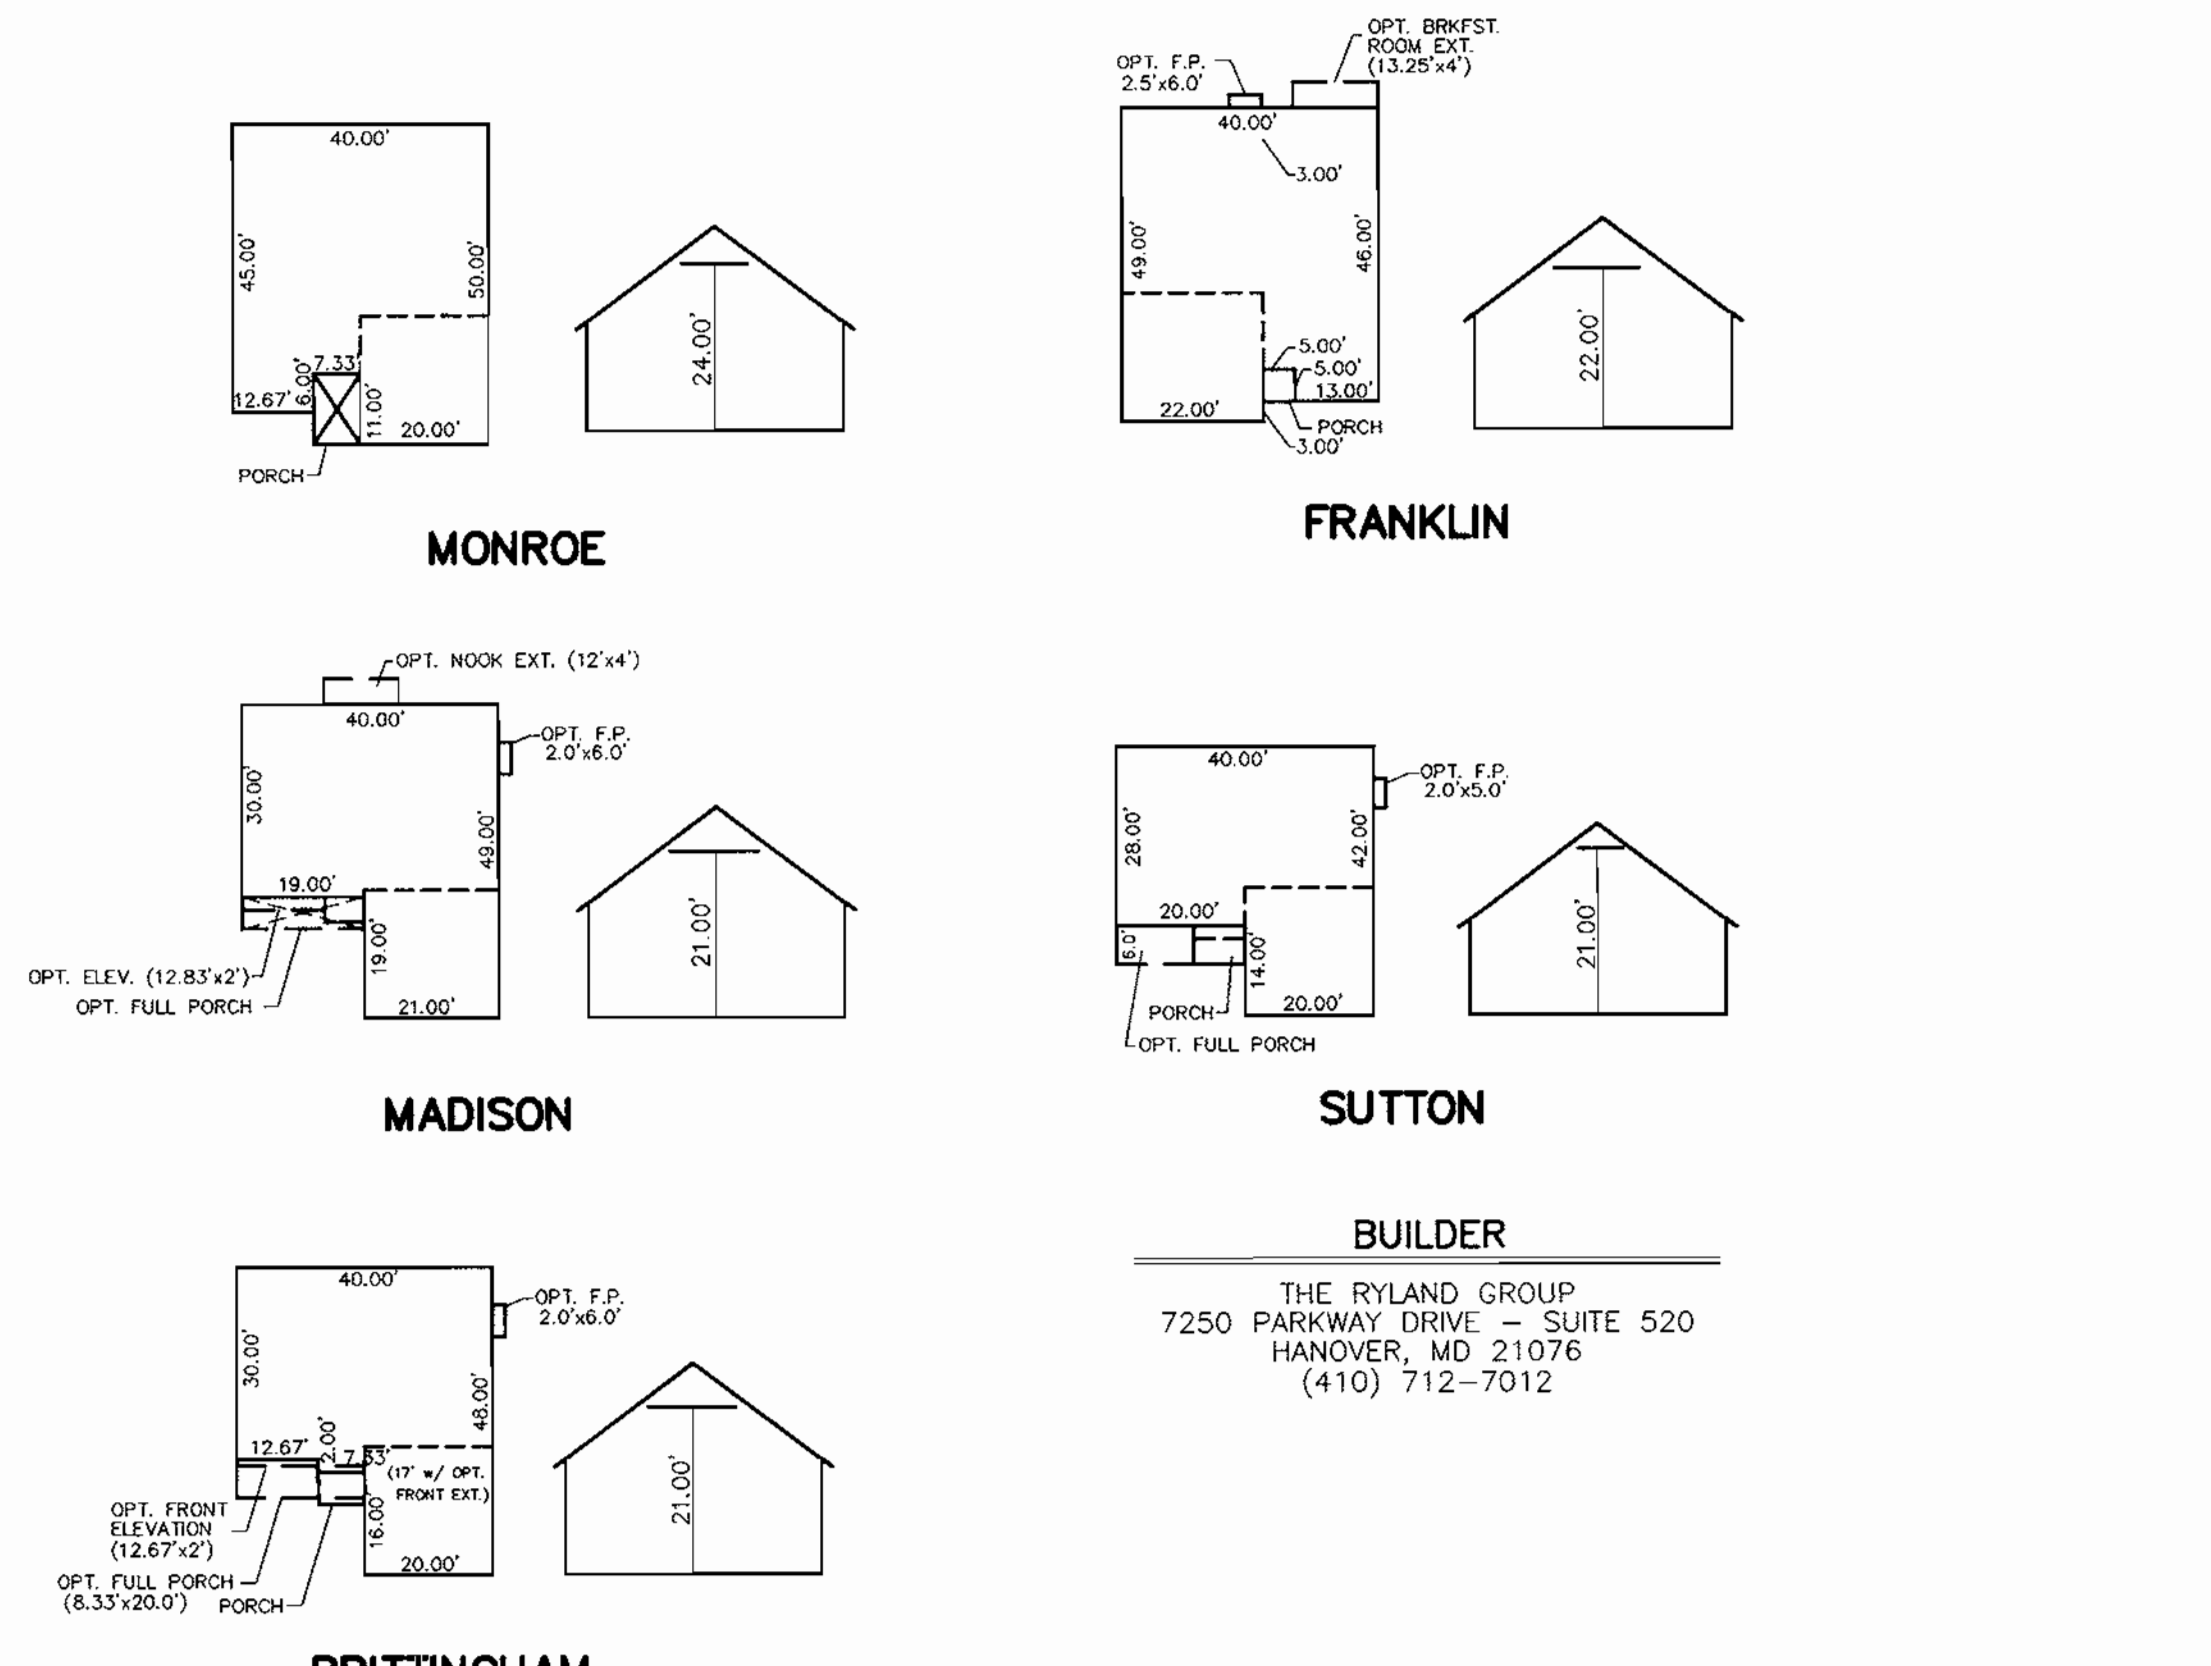 40.00'
45.00'
50.00'
7.33'
6.00'
12.67'
11.00'
20.00'
PORCH
24.00'
MONROE
OPT. BRKFST.
ROOM EXT.
(13.25'x4')
OPT. F.P.
2.5'x6.0'
40.00'
3.00'
49.00'
46.00'
5.00'
5.00'
13.00'
22.00'
PORCH
3.00'
22.00'
FRANKLIN
OPT. NOOK EXT. (12'x4')
40.00'
OPT. F.P.
2.0'x6.0'
30.00'
49.00'
19.00'
19.00'
OPT. ELEV. (12.83'x2')
OPT. FULL PORCH
21.00'
21.00'
MADISON
40.00'
OPT. F.P.
2.0'x5.0'
28.00'
42.00'
20.00'
6.0'
14.00'
20.00'
PORCH
OPT. FULL PORCH
21.00'
SUTTON
40.00'
OPT. F.P.
2.0'x6.0'
30.00'
48.00'
12.67'
2.00'
7.33'
(17' w/ OPT.
FRONT EXT.)
16.00'
20.00'
OPT. FRONT
ELEVATION
(12.67'x2')
OPT. FULL PORCH
(8.33'x20.0')
PORCH
21.00'
BRITTINGHAM
BUILDER
THE RYLAND GROUP
7250 PARKWAY DRIVE – SUITE 520
HANOVER, MD 21076
(410) 712–7012